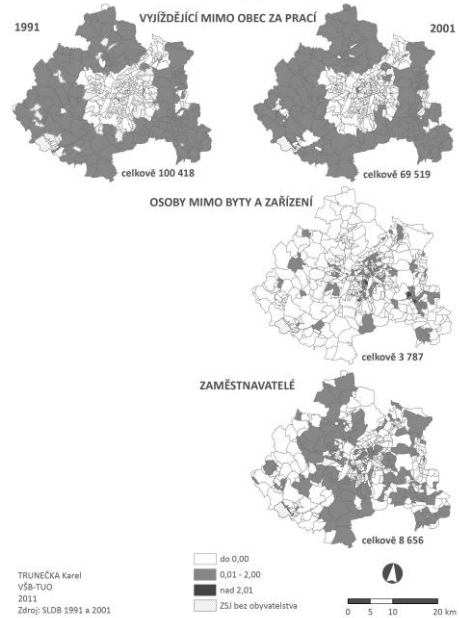 VYJÍŽDĚJÍCÍ MIMO OBEC ZA PRACÍ
1991
2001
celkově 100 418
celkově 69 519
OSOBY MIMO BYTY A ZAŘÍZENÍ
celkově 3 787
ZAMĚSTNAVATELÉ
celkově 8 656
do 0,00
0,01 - 2,00
nad 2,01
ZSJ bez obyvatelstva
TRUNEČKA Karel
VŠB-TUO
2011
Zdroj: SLDB 1991 a 2001
0 5 10 20 km